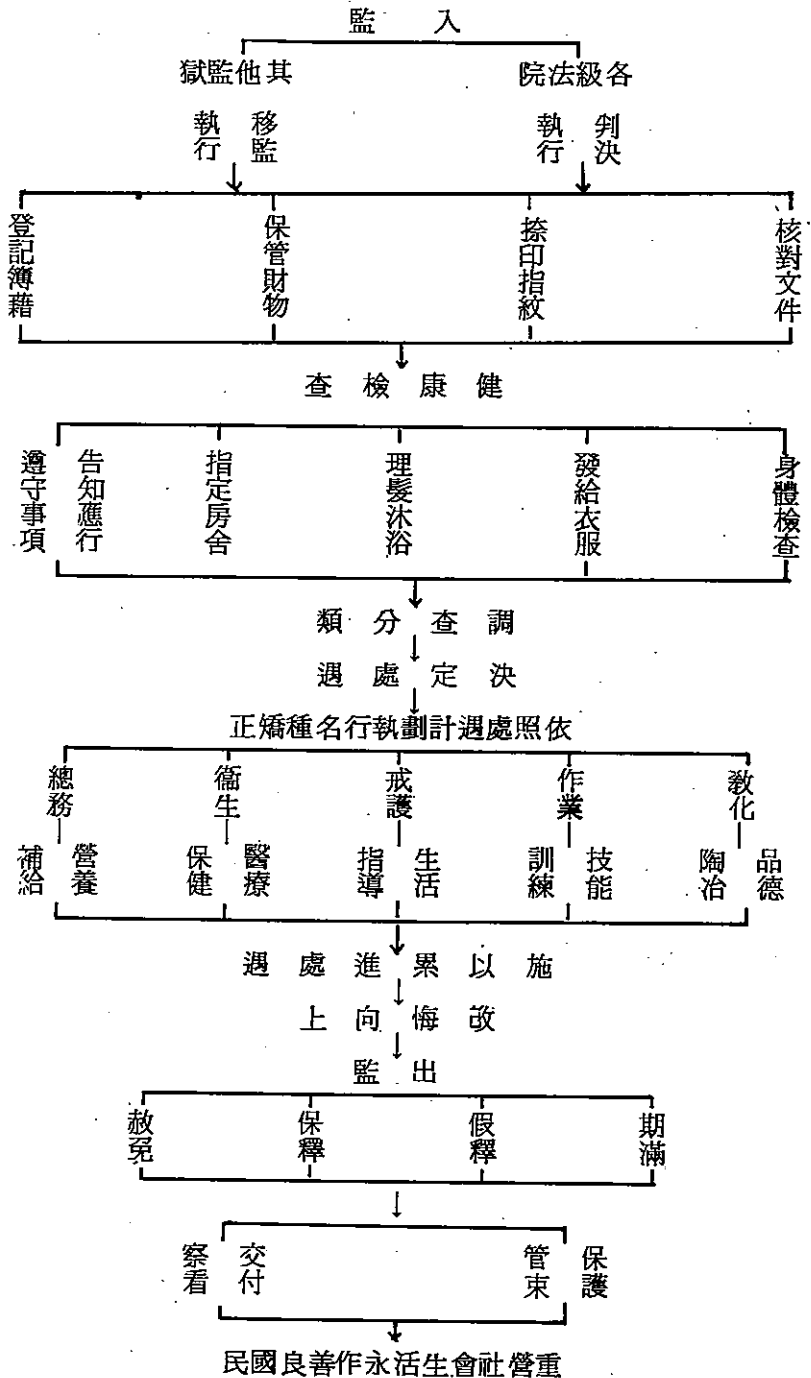 入監
各級法院
其他監獄
判決執行
移監執行
核對文件
捺印指紋
保管財物
登記簿藉
健康檢查
身體檢查
發給衣服
理髮沐浴
指定房舍
告知應行遵守事項
調查分類
決定處遇
依照處遇計劃執行名種矯正
教化
作業
戒護
衞生
總務
品德陶冶
技能訓練
生活指導
醫療保健
營養補給
施以累進處遇
改悔向上
出監
期滿
假釋
保釋
赦免
保護管束
交付察看
重營社會生活永作善良國民